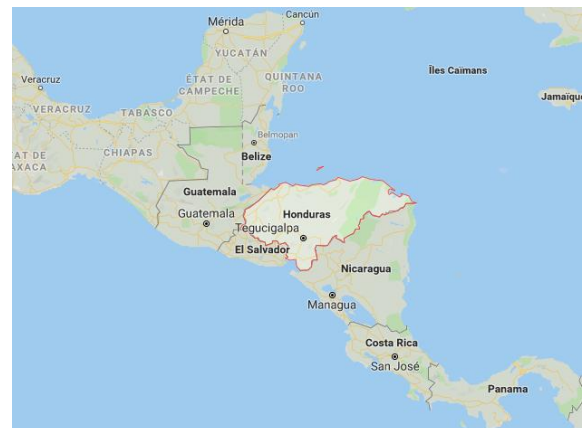 Cancún
Mérida
YUCATÁN
Îles Caïmans
ÉTAT DE
CAMPECHE
QUINTANA
ROO
Veracruz
VERACRUZ
TABASCO
Jamaïque
Belmopan
CHIAPAS
Belize
AT DE
AXACA
Guatemala
Guatemala
Honduras
Tegucigalpa
El Salvador
Nicaragua
Managua
Costa Rica
San José
Panama